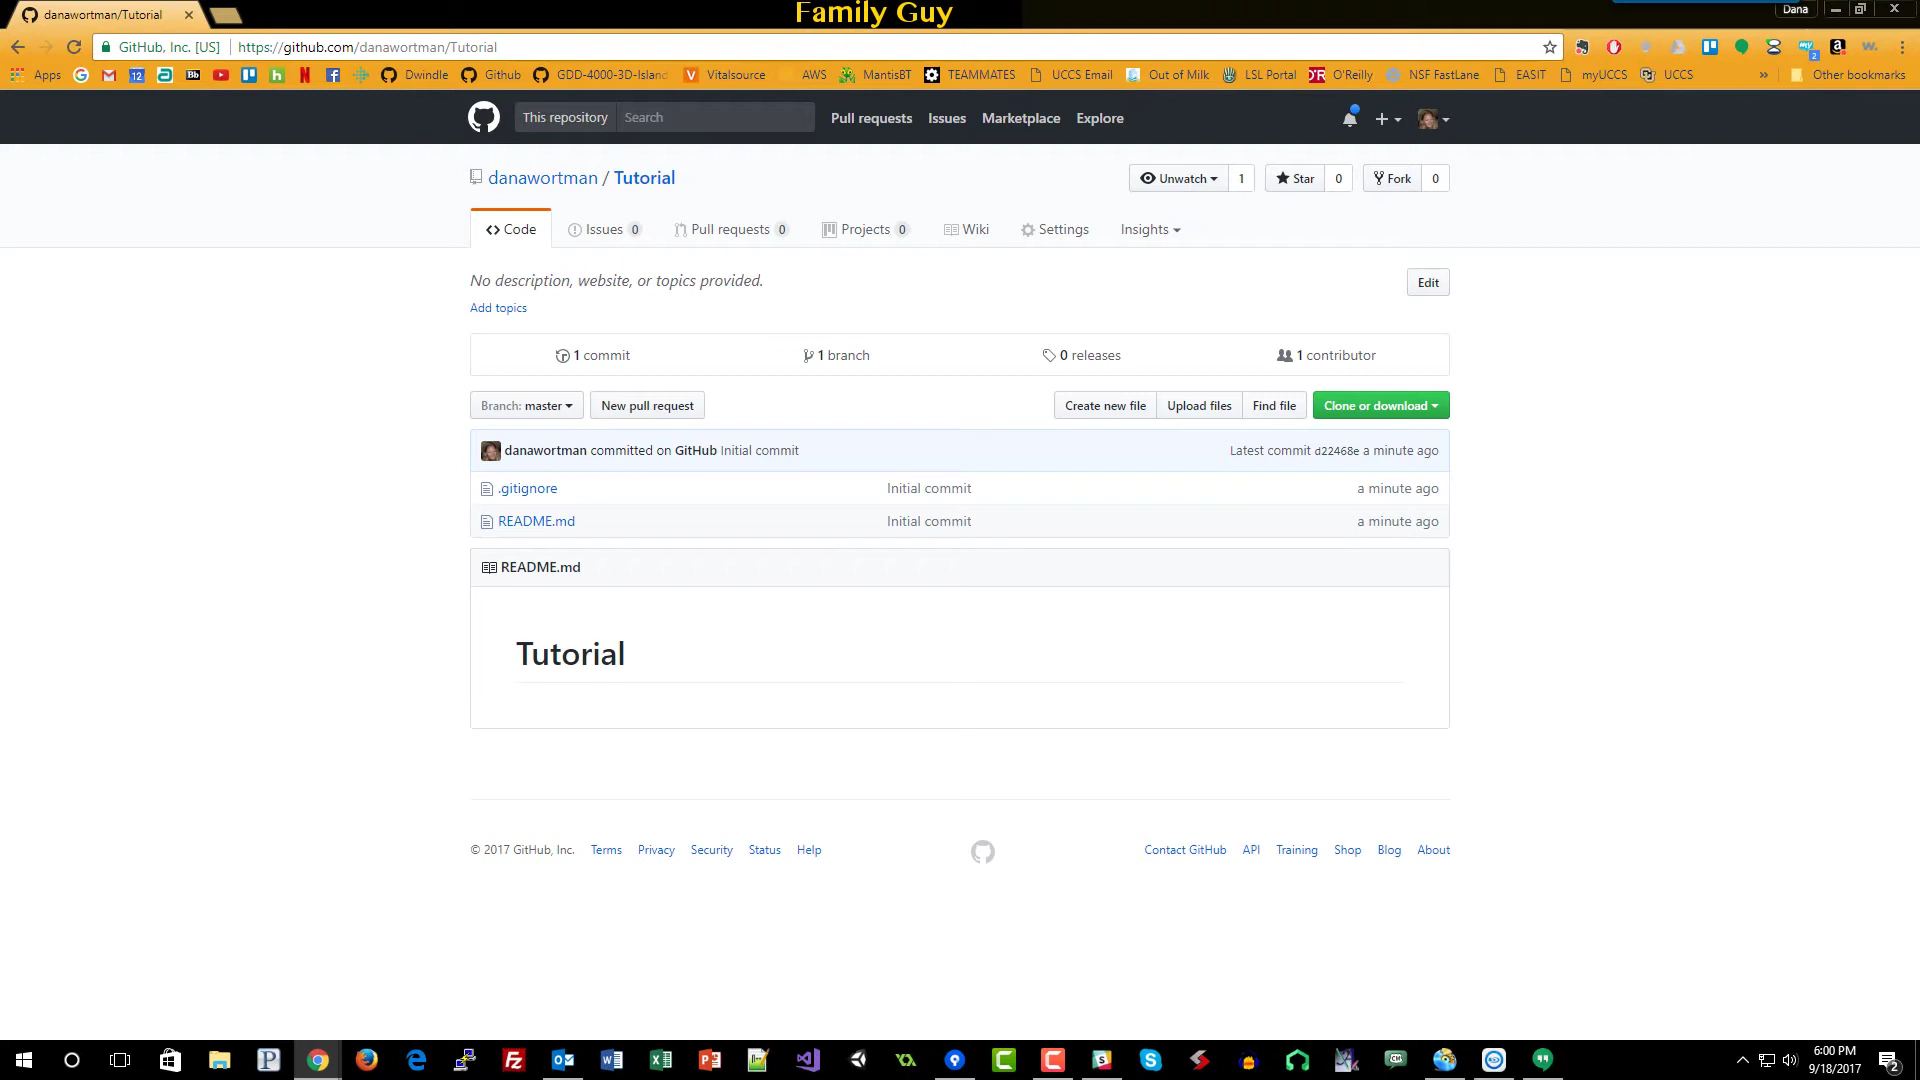 danawortman/Tutorial
Family Guy
Dana
GitHub, Inc. [US] https://github.com/danawortman/Tutorial
Apps 12 Bb Dwindle Github GDD-4000-3D-Island Vitalsource AWS MantisBT TEAMMATES UCCS Email Out of Milk LSL Portal O'Reilly NSF FastLane EASIT myUCCS UCCS » Other bookmarks
This repository Search Pull requests Issues Marketplace Explore
danawortman / Tutorial Unwatch 1 Star 0 Fork 0
Code Issues 0 Pull requests 0 Projects 0 Wiki Settings Insights
No description, website, or topics provided. Edit
Add topics
1 commit 1 branch 0 releases 1 contributor
Branch: master New pull request Create new file Upload files Find file Clone or download
danawortman committed on GitHub Initial commit Latest commit d22468e a minute ago
.gitignore Initial commit a minute ago
README.md Initial commit a minute ago
README.md
Tutorial
© 2017 GitHub, Inc. Terms Privacy Security Status Help Contact GitHub API Training Shop Blog About
6:00 PM
9/18/2017 2